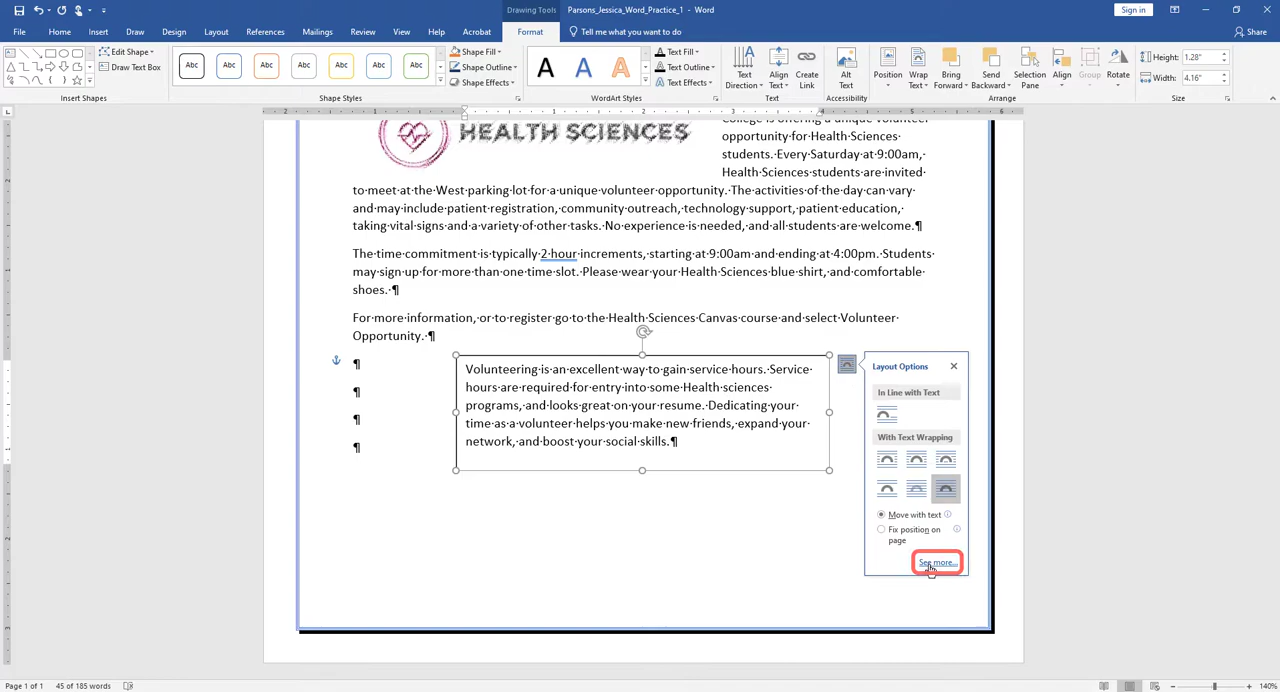 Drawing Tools
Parsons_Jessica_Word_Practice_1 - Word
Sign in
File Home Insert Draw Design Layout References Mailings Review View Help Acrobat Format Tell me what you want to do
Share
Edit Shape
Draw Text Box
Insert Shapes
Abc Abc Abc Abc Abc Abc Abc
Shape Fill
Shape Outline
Shape Effects
Shape Styles
A A A
Text Fill
Text Outline
Text Effects
WordArt Styles
Text Direction
Align Text
Create Link
Text
Alt Text
Accessibility
Position
Wrap Text
Bring Forward
Send Backward
Selection Pane
Align
Group
Rotate
Arrange
Height: 1.28"
Width: 4.16"
Size
HEALTH SCIENCES
College is offering a unique volunteer
opportunity for Health Sciences
students. Every Saturday at 9:00am,
Health Sciences students are invited
to meet at the West parking lot for a unique volunteer opportunity. The activities of the day can vary
and may include patient registration, community outreach, technology support, patient education,
taking vital signs and a variety of other tasks. No experience is needed, and all students are welcome.¶
The time commitment is typically 2 hour increments, starting at 9:00am and ending at 4:00pm. Students
may sign up for more than one time slot. Please wear your Health Sciences blue shirt, and comfortable
shoes. ¶
For more information, or to register go to the Health Sciences Canvas course and select Volunteer
Opportunity. ¶
¶
¶
¶
¶
Volunteering is an excellent way to gain service hours. Service
hours are required for entry into some Health sciences
programs, and looks great on your resume. Dedicating your
time as a volunteer helps you make new friends, expand your
network, and boost your social skills.¶
Layout Options
In Line with Text
With Text Wrapping
Move with text
Fix position on
page
See more...
Page 1 of 1 45 of 185 words
140%